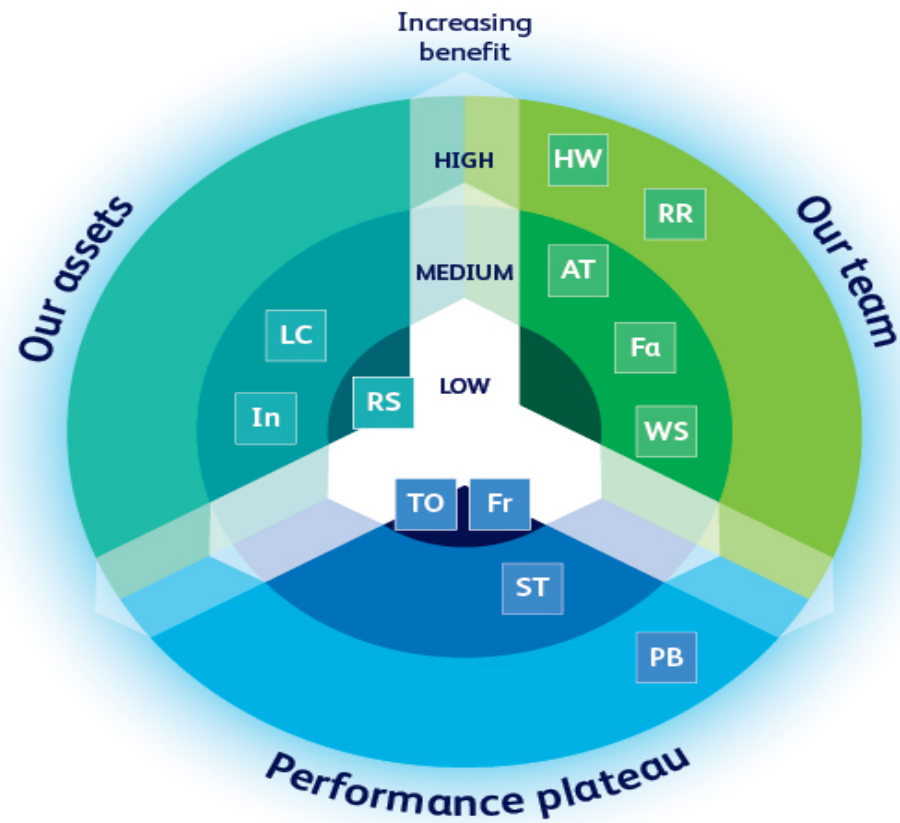 Increasing
benefit
HIGH
HW
RR
Our assets
Our team
MEDIUM
AT
LC
Fa
LOW
RS
In
WS
TO
Fr
ST
PB
Performance plateau